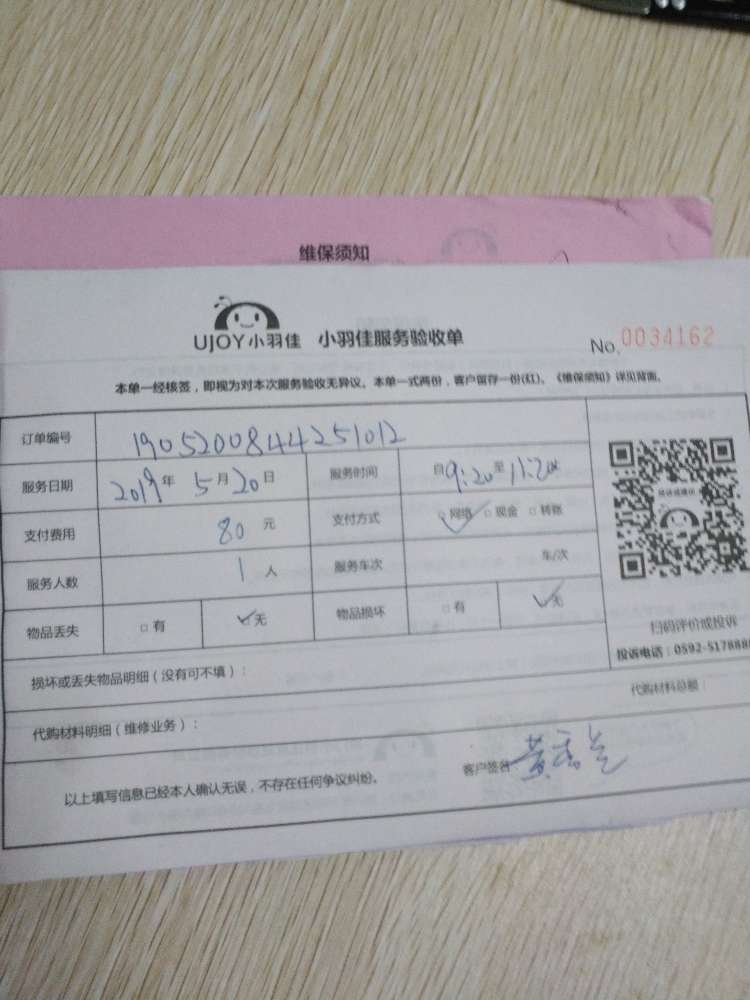 维保须知
UJOY小羽佳 小羽佳服务验收单
No. 0034162
本单一经核签，即视为对本次服务验收无异议。本单一式两份，客户留存一份(红)、《维保须知》详见背面。
订单编号 1905200844251012
服务日期 2019年 5月20日 服务时间 自9:20至11:20
支付费用 80元 支付方式 网络 现金 转账
服务人数 1人 服务车次 车/次
物品丢失 有 无 物品损坏 有 无
扫码评价或投诉
投诉电话：0592-517888
损坏或丢失物品明细（没有可不填）：
代购材料明细（维修业务）： 代购材料总额：
以上填写信息已经本人确认无误，不存在任何争议纠纷。 客户签名 黄